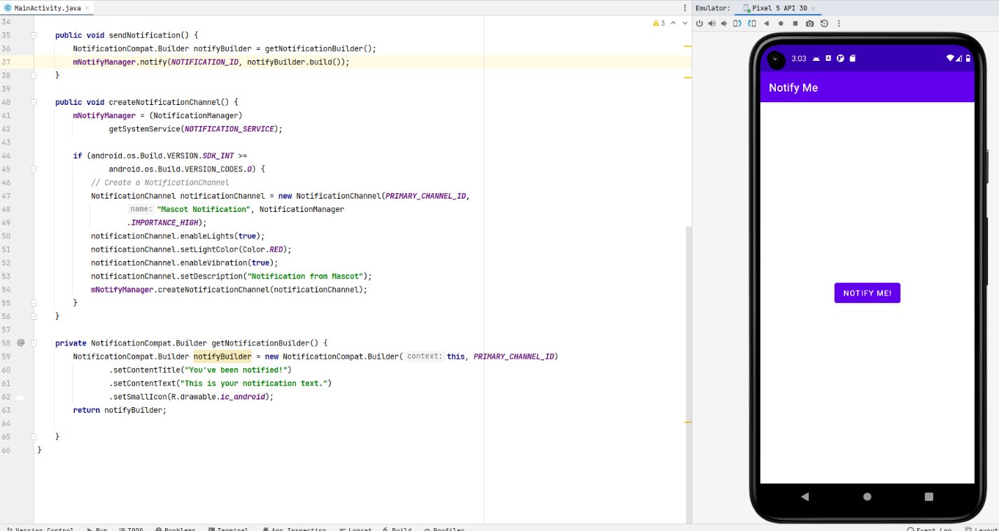 MainActivity.java
34
35 public void sendNotification() {
36 NotificationCompat.Builder notifyBuilder = getNotificationBuilder();
37 mNotifyManager.notify(NOTIFICATION_ID, notifyBuilder.build());
38 }
39
40 public void createNotificationChannel() {
41 mNotifyManager = (NotificationManager)
42 getSystemService(NOTIFICATION_SERVICE);
43
44 if (android.os.Build.VERSION.SDK_INT >=
45 android.os.Build.VERSION_CODES.O) {
46 // Create a NotificationChannel
47 NotificationChannel notificationChannel = new NotificationChannel(PRIMARY_CHANNEL_ID,
48 name: "Mascot Notification", NotificationManager
49 .IMPORTANCE_HIGH);
50 notificationChannel.enableLights(true);
51 notificationChannel.setLightColor(Color.RED);
52 notificationChannel.enableVibration(true);
53 notificationChannel.setDescription("Notification from Mascot");
54 mNotifyManager.createNotificationChannel(notificationChannel);
55 }
56 }
57
58 @ private NotificationCompat.Builder getNotificationBuilder() {
59 NotificationCompat.Builder notifyBuilder = new NotificationCompat.Builder( context: this, PRIMARY_CHANNEL_ID)
60 .setContentTitle("You've been notified!")
61 .setContentText("This is your notification text.")
62 .setSmallIcon(R.drawable.ic_android);
63 return notifyBuilder;
64
65 }
66 }
3
Emulator: Pixel 5 API 30
3:03
Notify Me
NOTIFY ME!
Version Control Run TODO Problems Terminal App Inspection Logcat Build Profiler Event Log Layout